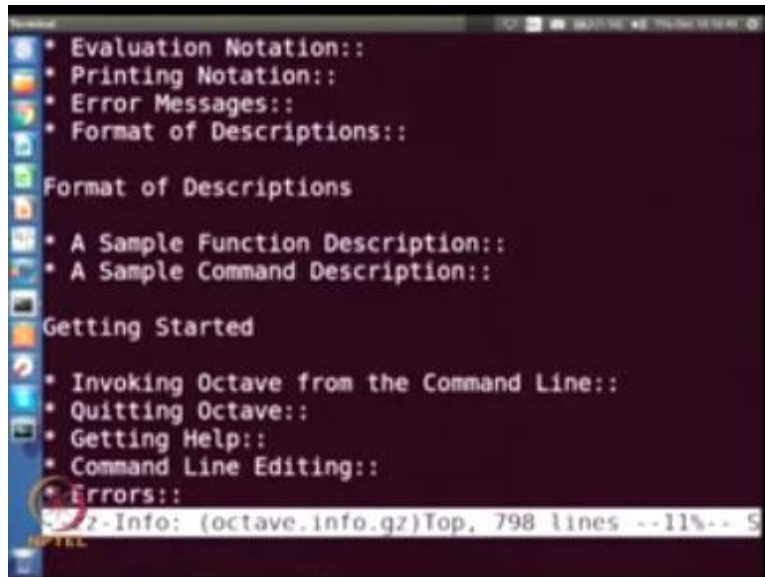 Terminal
* Evaluation Notation::
* Printing Notation::
* Error Messages::
* Format of Descriptions::
Format of Descriptions
* A Sample Function Description::
* A Sample Command Description::
Getting Started
* Invoking Octave from the Command Line::
* Quitting Octave::
* Getting Help::
* Command Line Editing::
* Errors::
z-Info: (octave.info.gz)Top, 798 lines --11%-- S
NPTEL